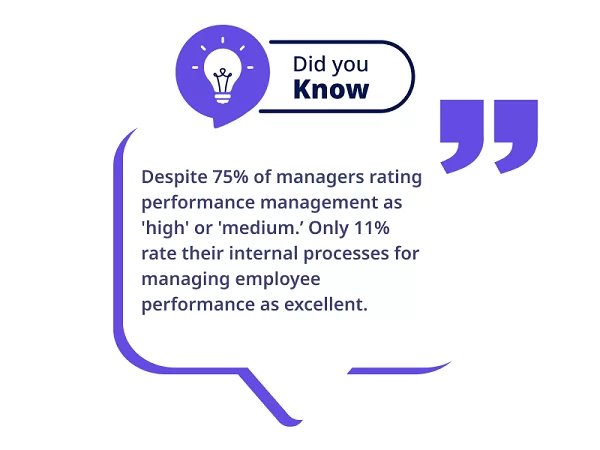 Did you
Know
Despite 75% of managers rating
performance management as
'high' or 'medium.’ Only 11%
rate their internal processes for
managing employee
performance as excellent.